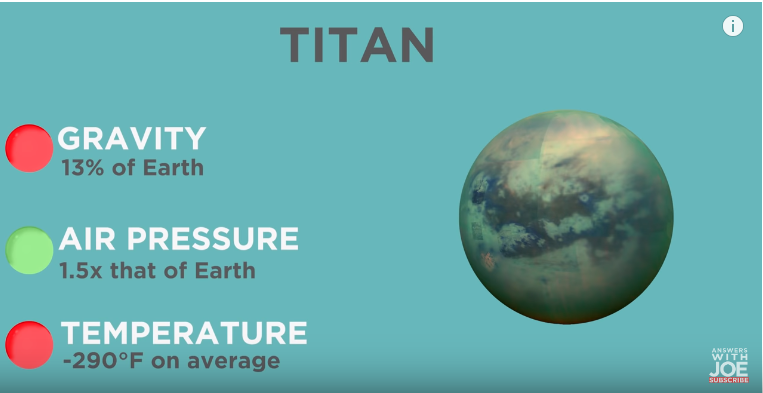 TITAN
i
GRAVITY
13% of Earth
AIR PRESSURE
1.5x that of Earth
TEMPERATURE
-290°F on average
ANSWERS
WITH
JOE
SUBSCRIBE